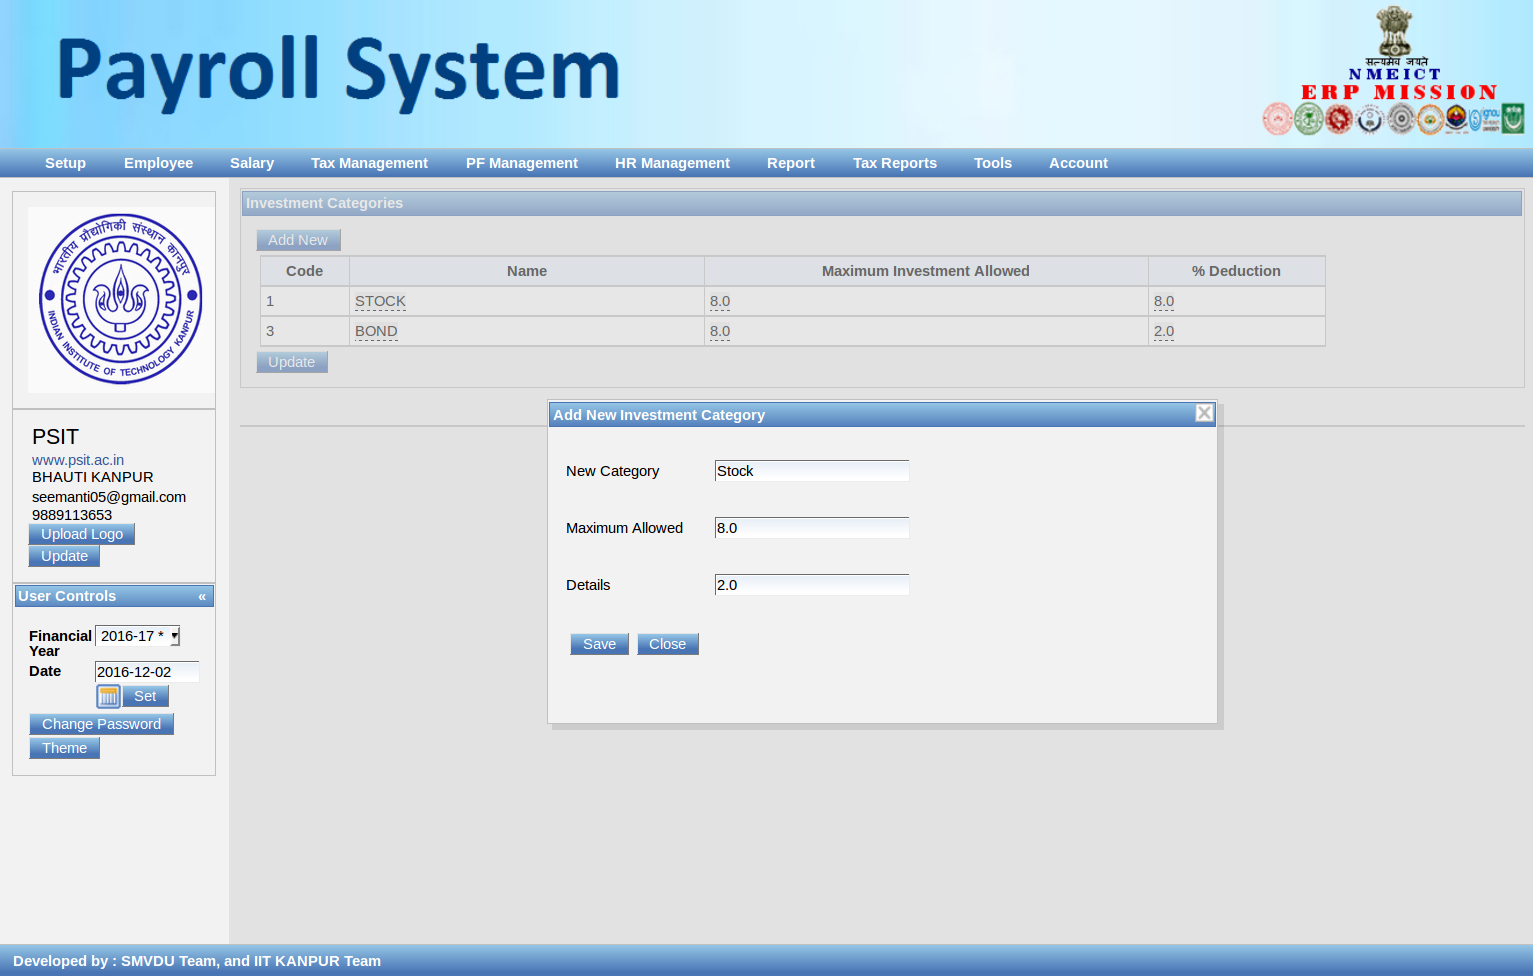 Payroll System
सत्यमेव जयते
NMEICT
ERP MISSION
Setup Employee Salary Tax Management PF Management HR Management Report Tax Reports Tools Account
भारतीय प्रौद्योगिकी संस्थान कानपुर
INDIAN INSTITUTE OF TECHNOLOGY KANPUR
PSIT
www.psit.ac.in
BHAUTI KANPUR
seemanti05@gmail.com
9889113653
Upload Logo
Update
User Controls «
Financial Year 2016-17 *
Date 2016-12-02
Set
Change Password
Theme
Investment Categories
Add New
Code Name Maximum Investment Allowed % Deduction
1 STOCK 8.0 8.0
3 BOND 8.0 2.0
Update
Add New Investment Category
New Category Stock
Maximum Allowed 8.0
Details 2.0
Save Close
Developed by : SMVDU Team, and IIT KANPUR Team